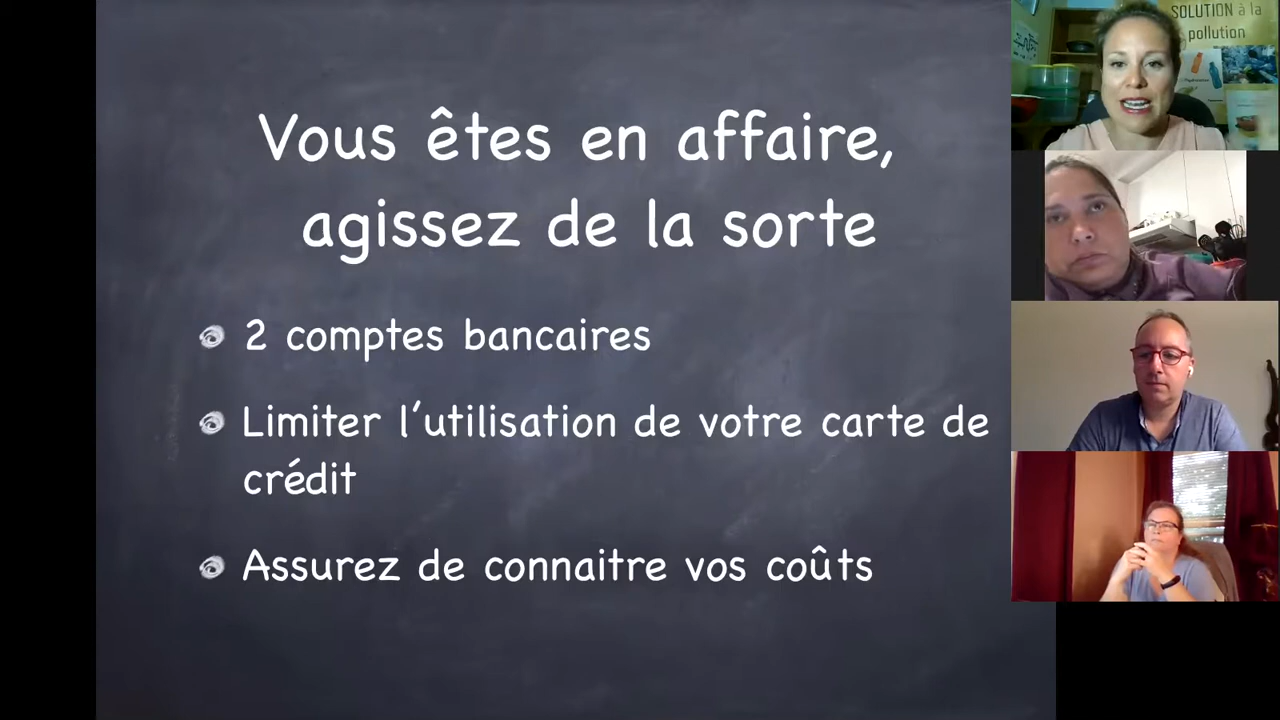 Vous êtes en affaire,
agissez de la sorte
2 comptes bancaires
Limiter l'utilisation de votre carte de
crédit
Assurez de connaitre vos coûts
SOLUTION à la
pollution